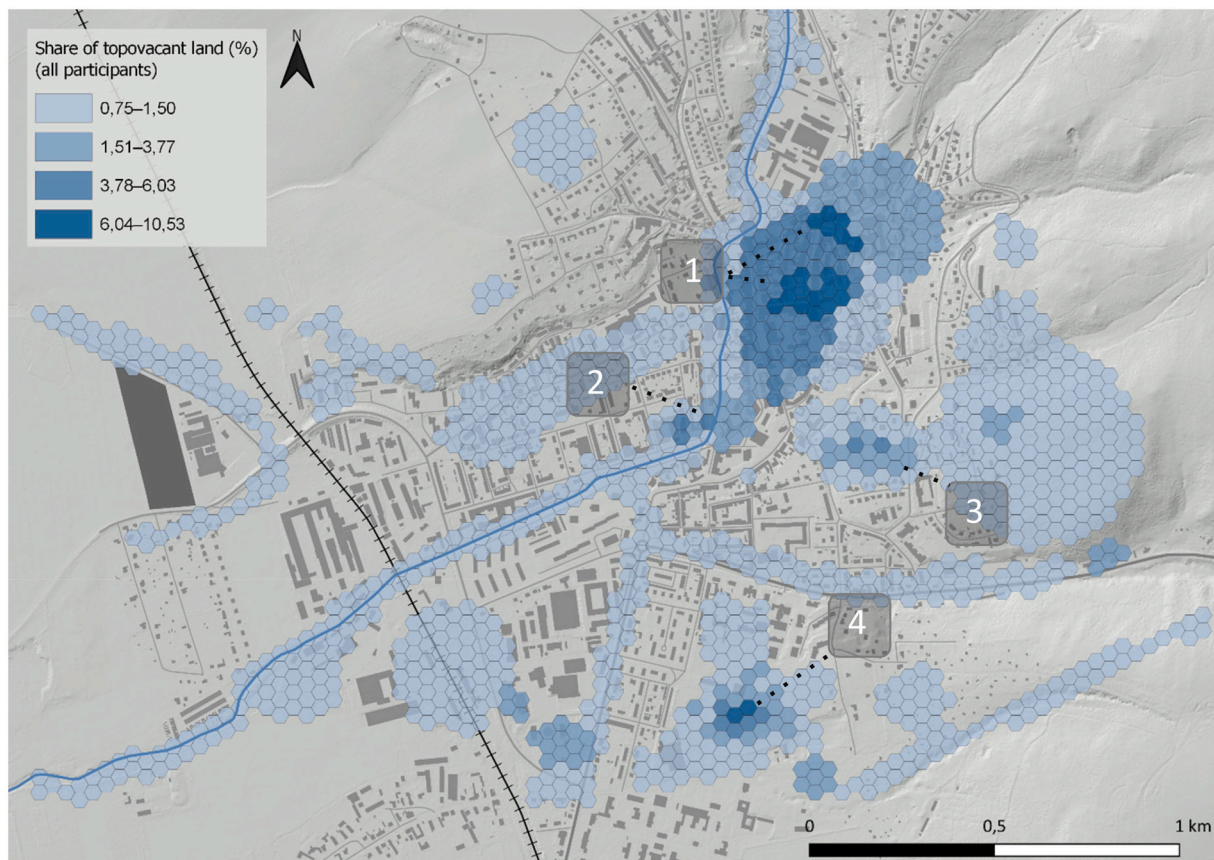 Share of topovacant land (%)
(all participants)
0,75–1,50
1,51–3,77
3,78–6,03
6,04–10,53
N
1
2
3
4
0 0,5 1 km